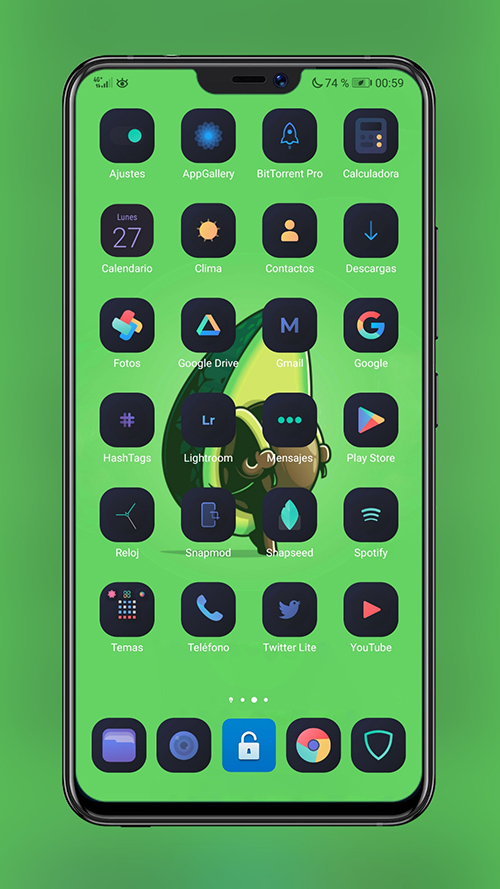 4G+
74 % 00:59
Ajustes AppGallery BitTorrent Pro Calculadora
Lunes
27
Calendario Clima Contactos Descargas
M
Fotos Google Drive Gmail Google
Lr
HashTags Lightroom Mensajes Play Store
Reloj Snapmod Snapseed Spotify
Temas Teléfono Twitter Lite YouTube